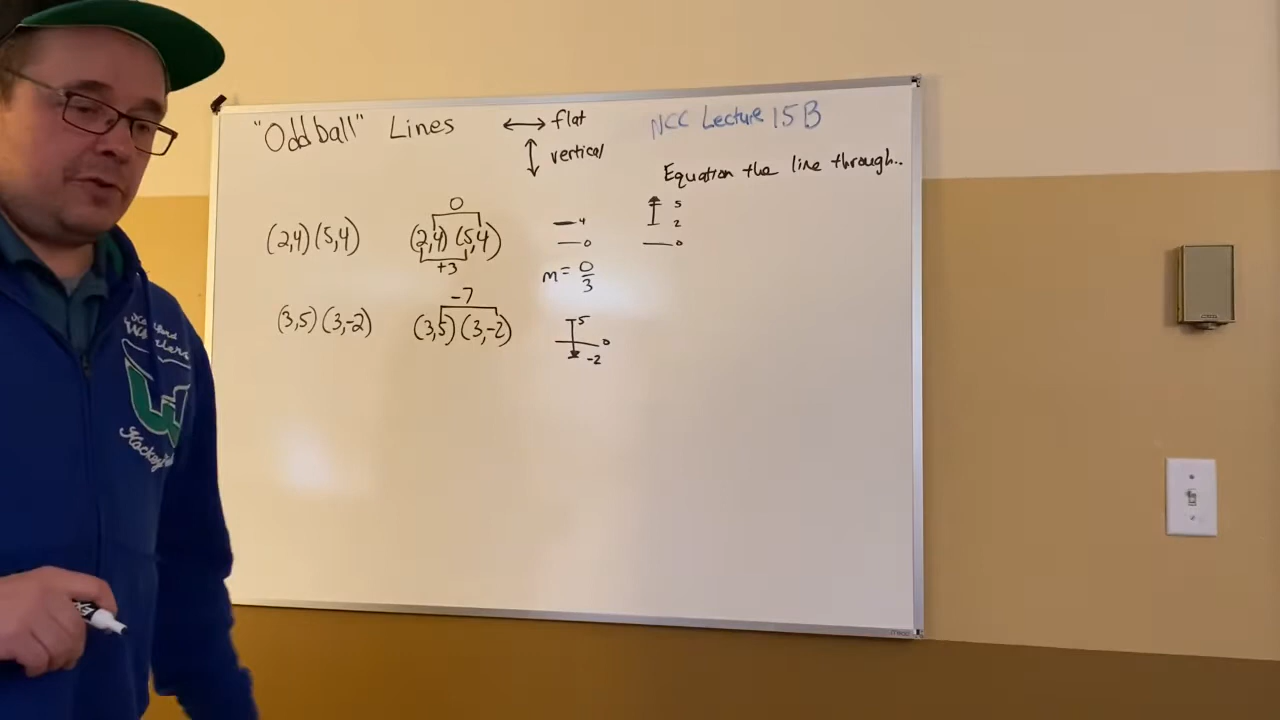 "Oddball" Lines
flat
vertical
NCC Lecture 15B
Equation the line through..
(2,4) (5,4)
0
(2,4) (5,4)
+3
4
0
m = 0/3
5
2
0
(3,5) (3,-2)
-7
(3,5) (3,-2)
5
0
-2
Hockey